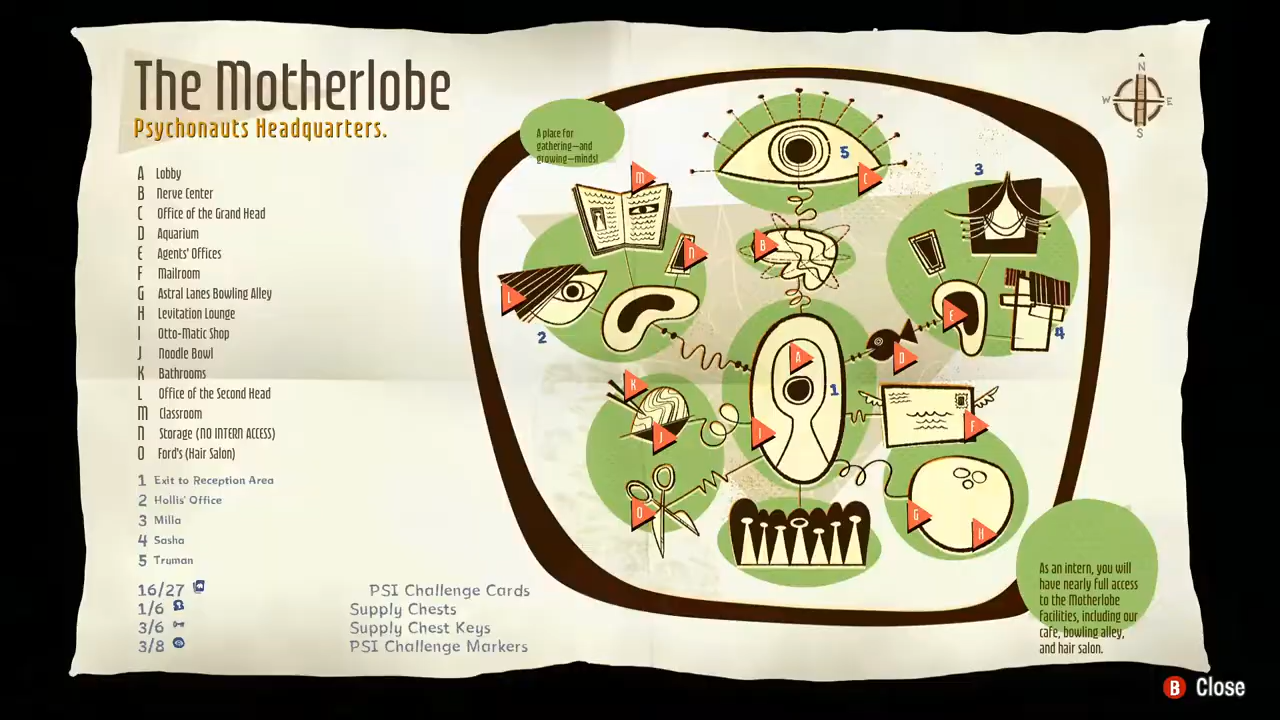 The Motherlobe
Psychonauts Headquarters.
A Lobby
B Nerve Center
C Office of the Grand Head
D Aquarium
E Agents' Offices
F Mailroom
G Astral Lanes Bowling Alley
H Levitation Lounge
I Otto-Matic Shop
J Noodle Bowl
K Bathrooms
L Office of the Second Head
M Classroom
N Storage (NO INTERN ACCESS)
O Ford's (Hair Salon)
1 Exit to Reception Area
2 Hollis' Office
3 Milla
4 Sasha
5 Truman
16/27 PSI Challenge Cards
1/6 Supply Chests
3/6 Supply Chest Keys
3/8 PSI Challenge Markers
A place for
gathering—and
growing—minds!
N
W E
S
5
C
M
3
B
N
L
2
E
4
A
D
1
K
J
I
F
O
G
H
As an intern, you will
have nearly full access
to the Motherlobe
facilities, including our
cafe, bowling alley,
and hair salon.
B Close